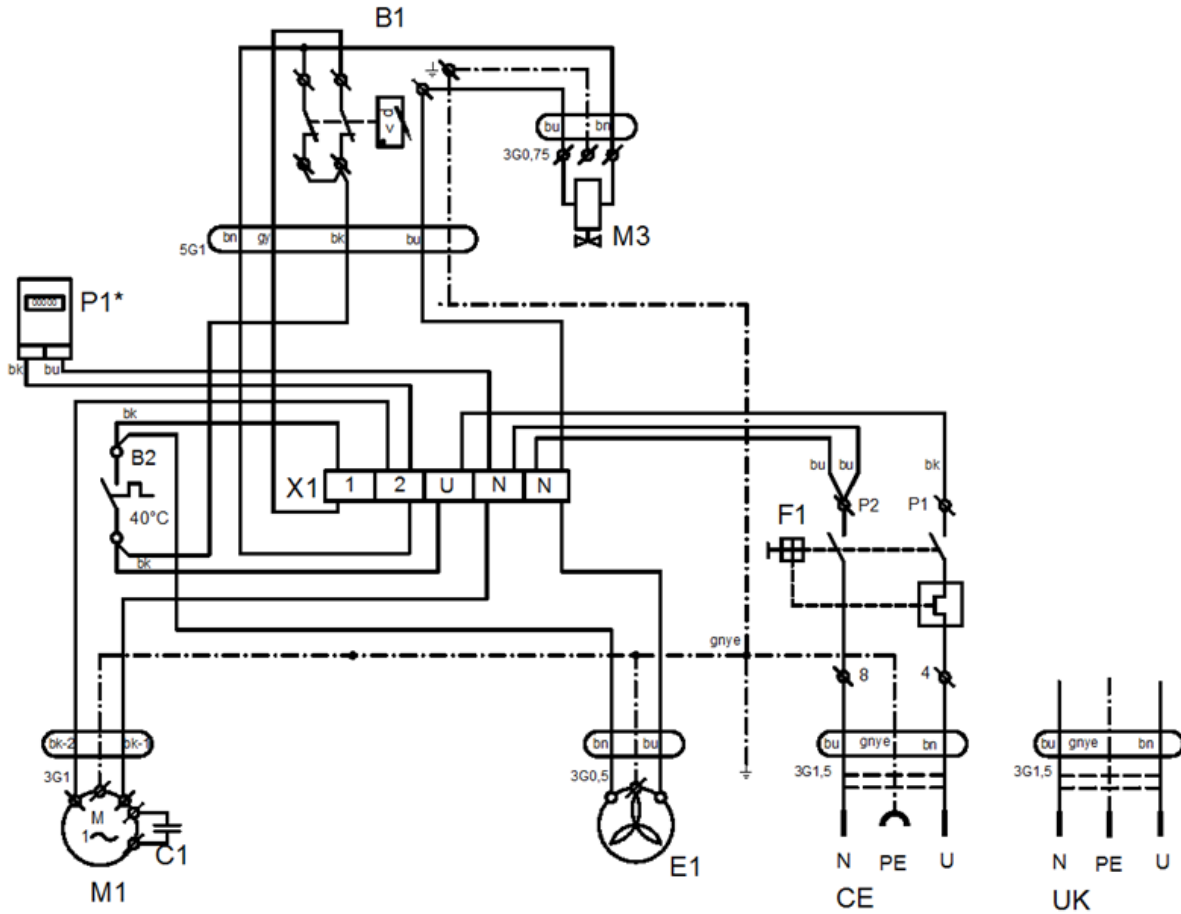 B1
p
>
bu bn
3G0,75
M3
5G1 bn gy bk bu
P1*
00000
bk bu
bk
B2
40°C
bk
X1 1 2 U N N
bu bu bk
P2 P1
F1
gnye
8 4
bk-2 bk-1
3G1
M
1
C1
M1
bn bu
3G0,5
E1
bu gnye bn
3G1,5
N PE U
CE
bu gnye bn
3G1,5
N PE U
UK